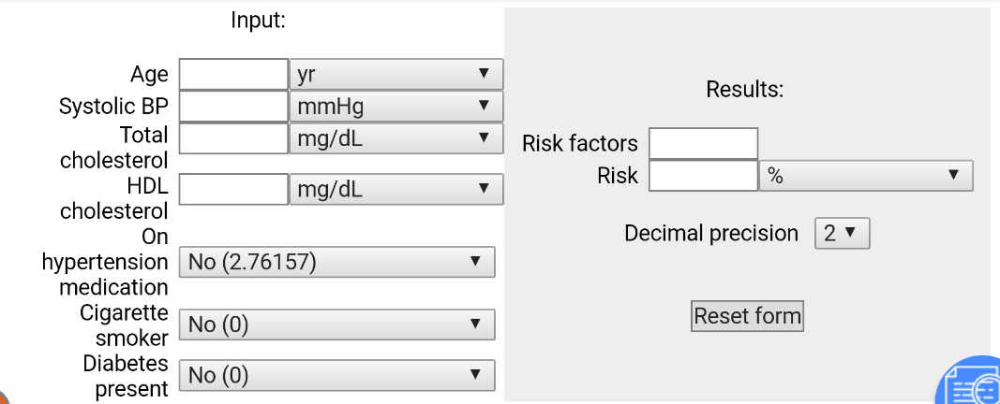 Input:
Age yr
Systolic BP mmHg
Total
cholesterol mg/dL
HDL
cholesterol mg/dL
On
hypertension
medication No (2.76157)
Cigarette
smoker No (0)
Diabetes
present No (0)
Results:
Risk factors
Risk %
Decimal precision 2
Reset form